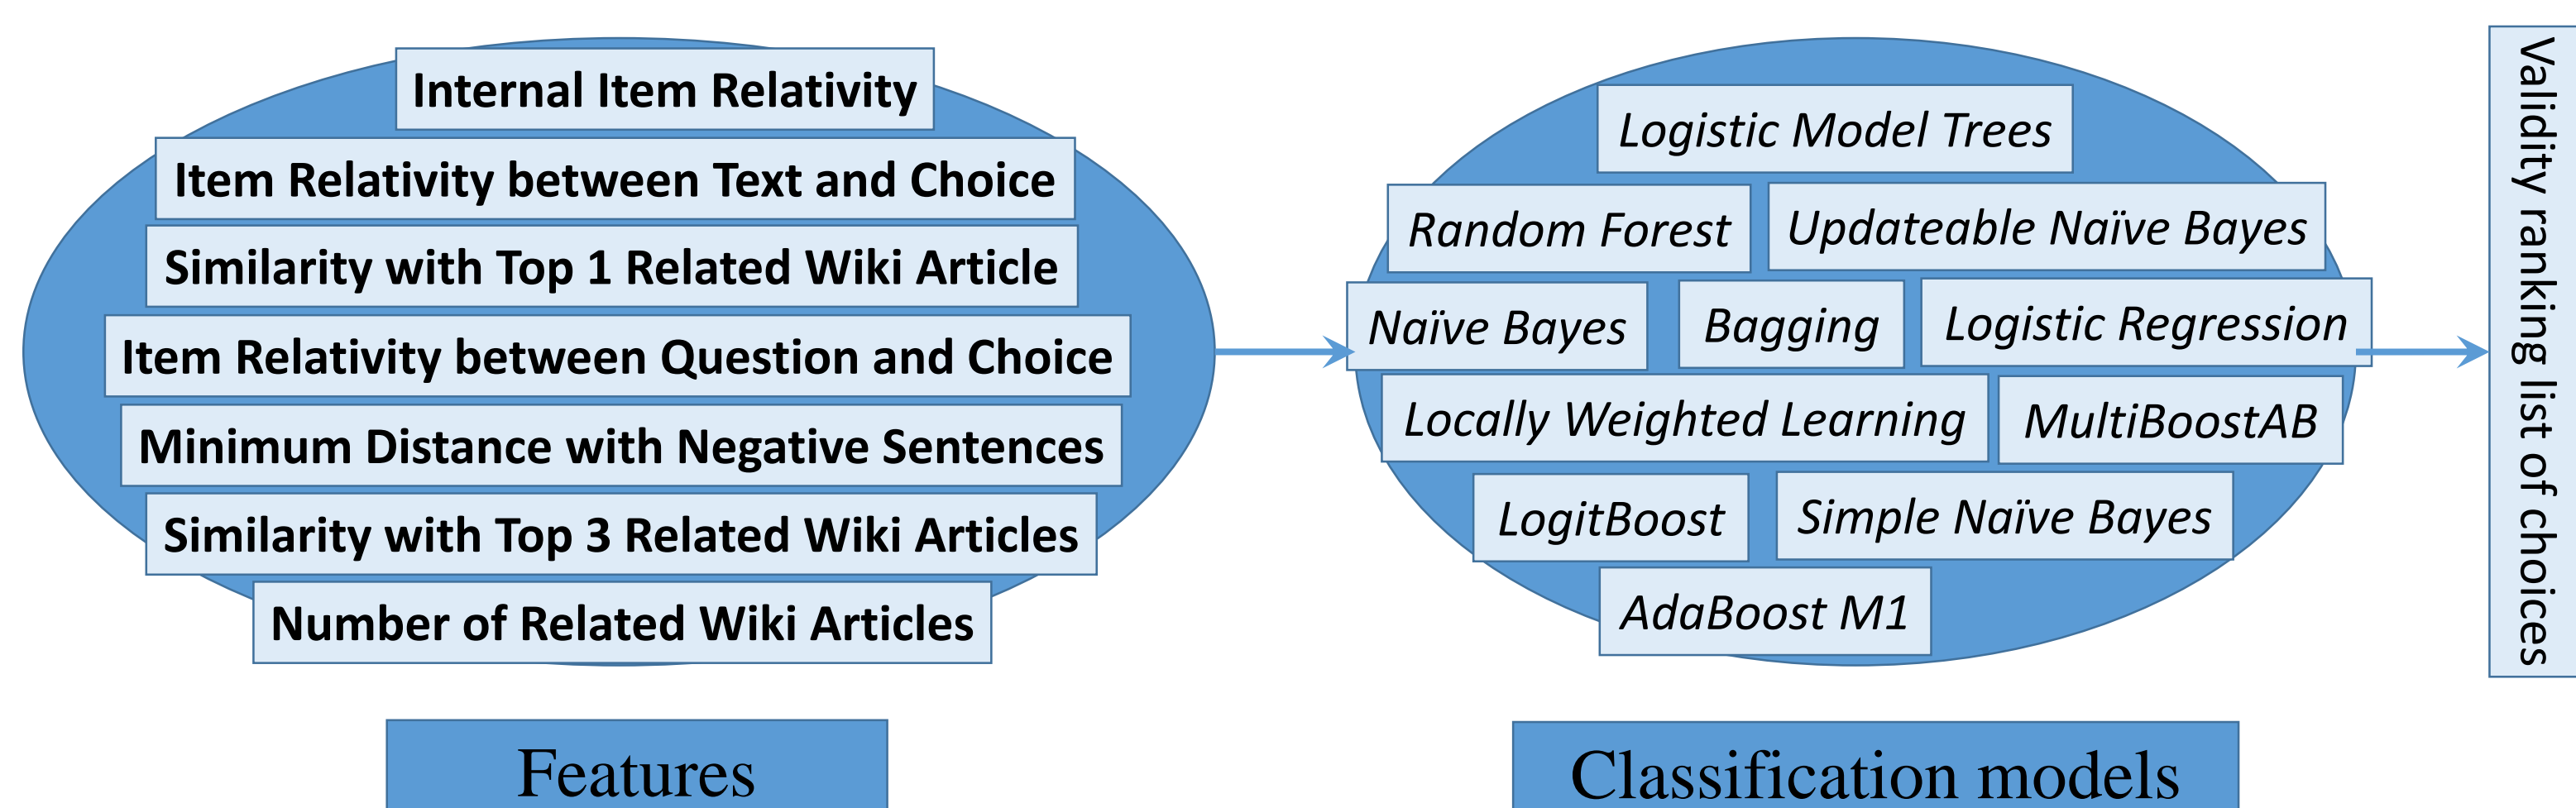 Internal Item Relativity
Item Relativity between Text and Choice
Similarity with Top 1 Related Wiki Article
Item Relativity between Question and Choice
Minimum Distance with Negative Sentences
Similarity with Top 3 Related Wiki Articles
Number of Related Wiki Articles
Features
Logistic Model Trees
Random Forest
Updateable Naïve Bayes
Naïve Bayes
Bagging
Logistic Regression
Locally Weighted Learning
MultiBoostAB
LogitBoost
Simple Naïve Bayes
AdaBoost M1
Classification models
Validity ranking list of choices